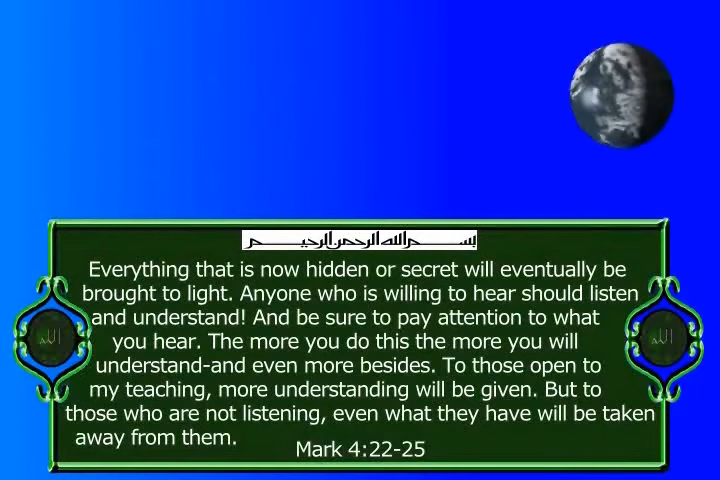 بسم الله الرحمن الرحيم
Everything that is now hidden or secret will eventually be
brought to light. Anyone who is willing to hear should listen
and understand! And be sure to pay attention to what
you hear. The more you do this the more you will
understand-and even more besides. To those open to
my teaching, more understanding will be given. But to
those who are not listening, even what they have will be taken
away from them.
Mark 4:22-25
الله
الله